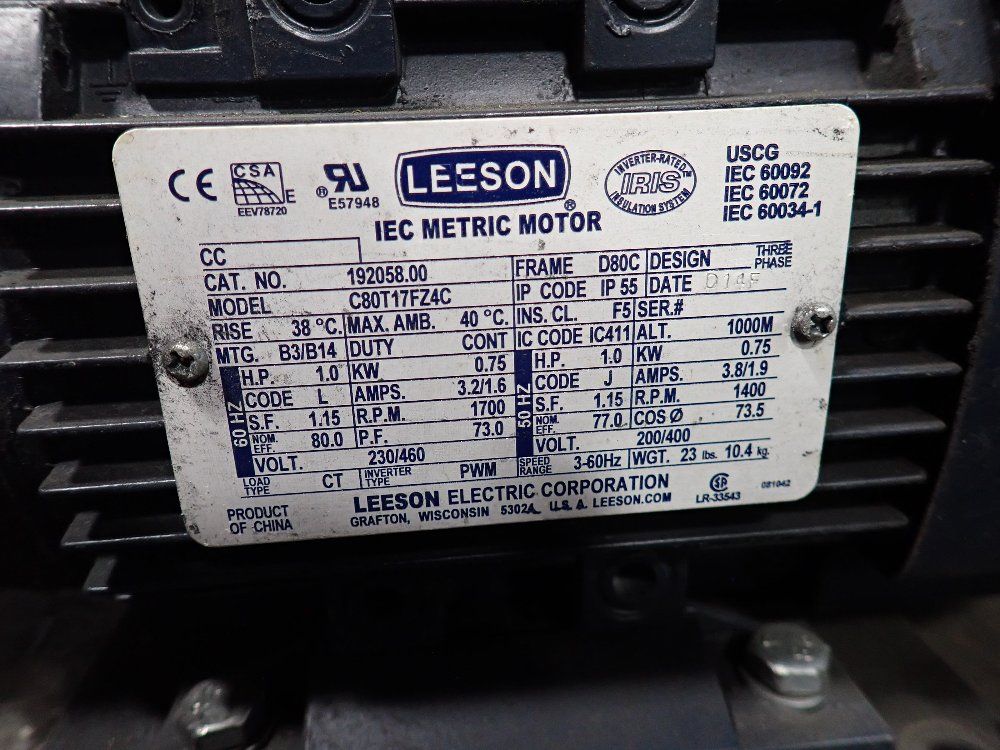 CE CSA E EEV78720
® RU E57948
LEESON®
INVERTER-RATED IRIS™ INSULATION SYSTEM
USCG
IEC 60092
IEC 60072
IEC 60034-1
IEC METRIC MOTOR
CC
CAT. NO. 192058.00 FRAME D80C DESIGN THREE PHASE
MODEL C80T17FZ4C IP CODE IP 55 DATE
RISE 38 °C. MAX. AMB. 40 °C. INS. CL. F5 SER.#
MTG. B3/B14 DUTY CONT IC CODE IC411 ALT. 1000M
60 HZ
H.P. 1.0 KW 0.75
CODE L AMPS. 3.2/1.6
S.F. 1.15 R.P.M. 1700
NOM. EFF. 80.0 P.F. 73.0
VOLT. 230/460
50 HZ
H.P. 1.0 KW 0.75
CODE J AMPS. 3.8/1.9
S.F. 1.15 R.P.M. 1400
NOM. EFF. 77.0 COS Ø 73.5
VOLT. 200/400
LOAD TYPE CT INVERTER TYPE PWM SPEED RANGE 3-60Hz WGT. 23 lbs. 10.4 kg.
PRODUCT OF CHINA
LEESON ELECTRIC CORPORATION
GRAFTON, WISCONSIN 53024 U.S.A. LEESON.COM
SA LR-33543
081042